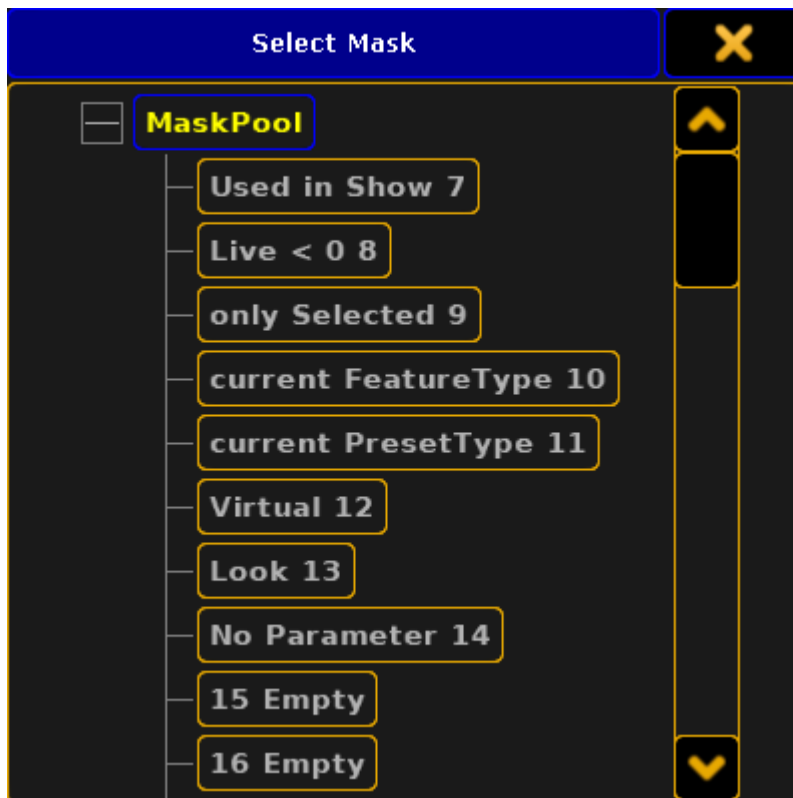 Select Mask
MaskPool
Used in Show 7
Live < 0 8
only Selected 9
current FeatureType 10
current PresetType 11
Virtual 12
Look 13
No Parameter 14
15 Empty
16 Empty